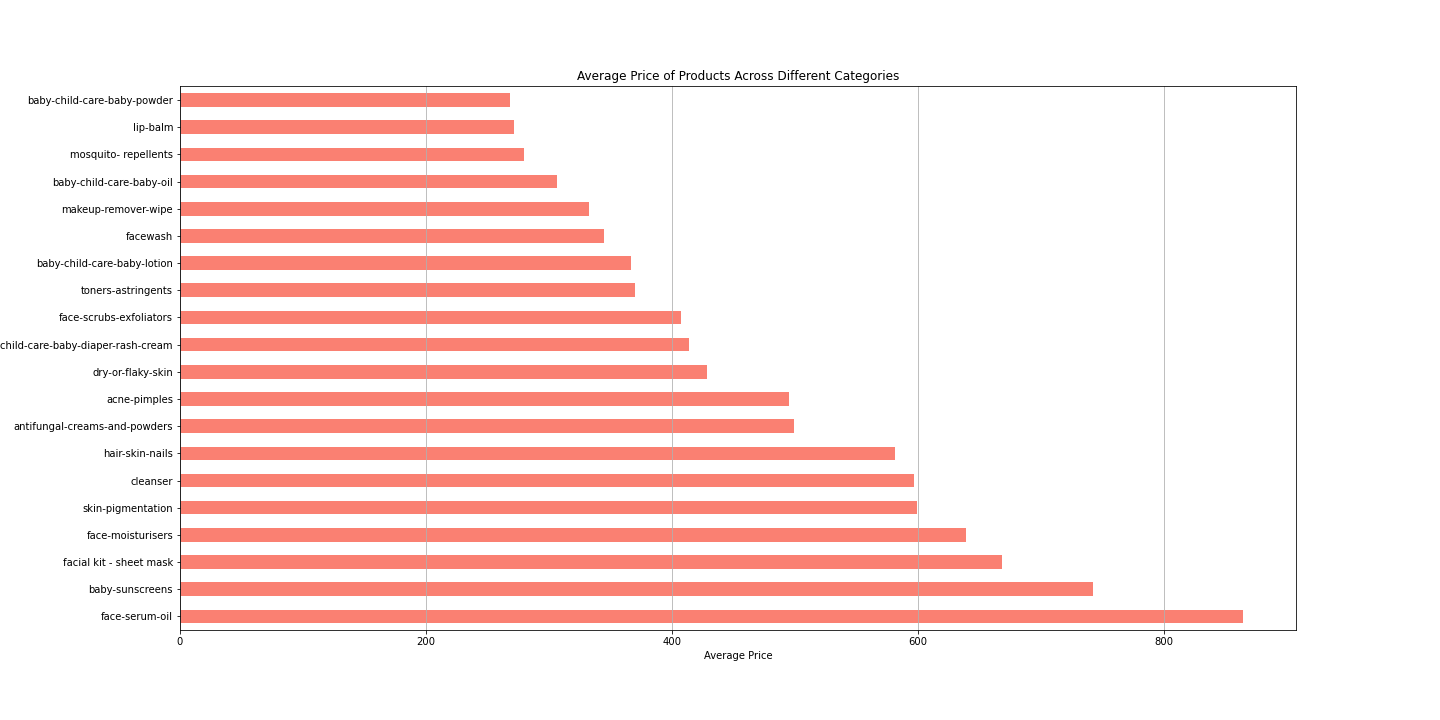 Average Price of Products Across Different Categories
baby-child-care-baby-powder
lip-balm
mosquito- repellents
baby-child-care-baby-oil
makeup-remover-wipe
facewash
baby-child-care-baby-lotion
toners-astringents
face-scrubs-exfoliators
child-care-baby-diaper-rash-cream
dry-or-flaky-skin
acne-pimples
antifungal-creams-and-powders
hair-skin-nails
cleanser
skin-pigmentation
face-moisturisers
facial kit - sheet mask
baby-sunscreens
face-serum-oil
0 200 400 600 800
Average Price